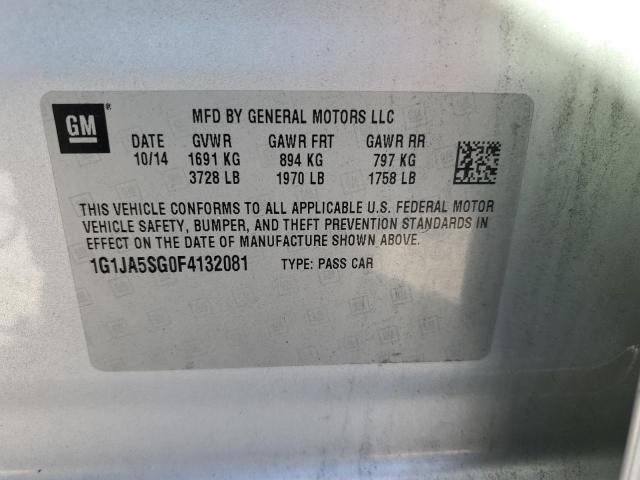 GM®
MFD BY GENERAL MOTORS LLC
DATE GVWR GAWR FRT GAWR RR
10/14 1691 KG 894 KG 797 KG
3728 LB 1970 LB 1758 LB
THIS VEHICLE CONFORMS TO ALL APPLICABLE U.S. FEDERAL MOTOR
VEHICLE SAFETY, BUMPER, AND THEFT PREVENTION STANDARDS IN
EFFECT ON THE DATE OF MANUFACTURE SHOWN ABOVE.
1G1JA5SG0F4132081 TYPE: PASS CAR